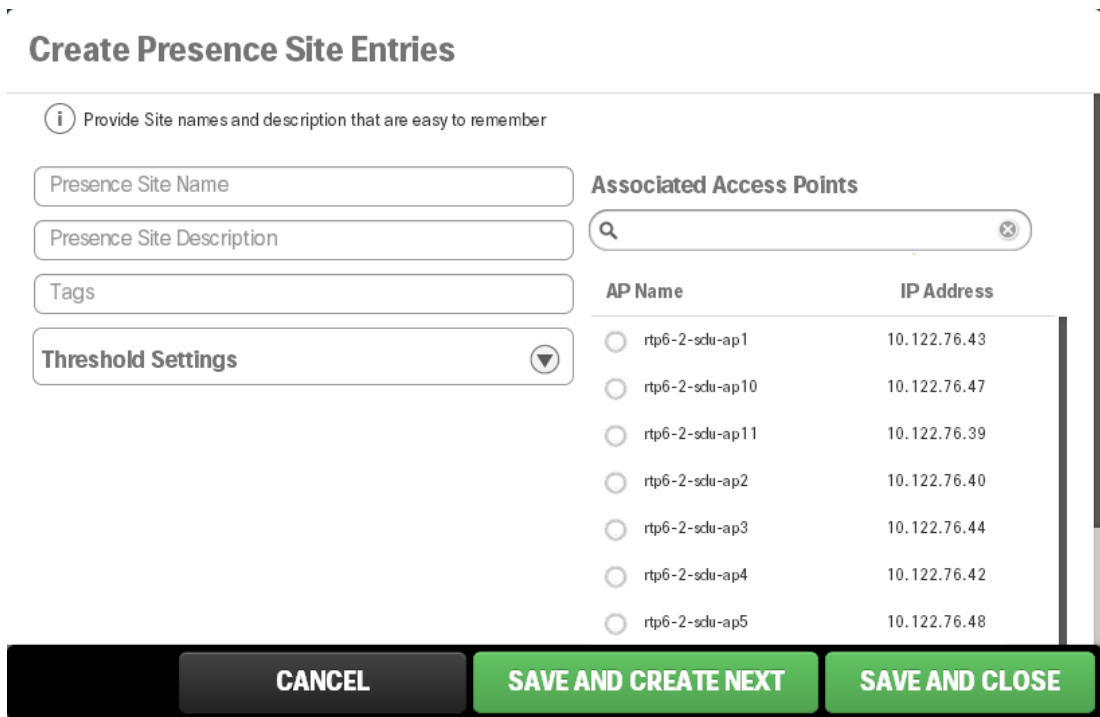 Create Presence Site Entries
i Provide Site names and description that are easy to remember
Presence Site Name
Presence Site Description
Tags
Threshold Settings
Associated Access Points
AP Name IP Address
rtp6-2-sdu-ap1 10.122.76.43
rtp6-2-sdu-ap10 10.122.76.47
rtp6-2-sdu-ap11 10.122.76.39
rtp6-2-sdu-ap2 10.122.76.40
rtp6-2-sdu-ap3 10.122.76.44
rtp6-2-sdu-ap4 10.122.76.42
rtp6-2-sdu-ap5 10.122.76.48
CANCEL SAVE AND CREATE NEXT SAVE AND CLOSE